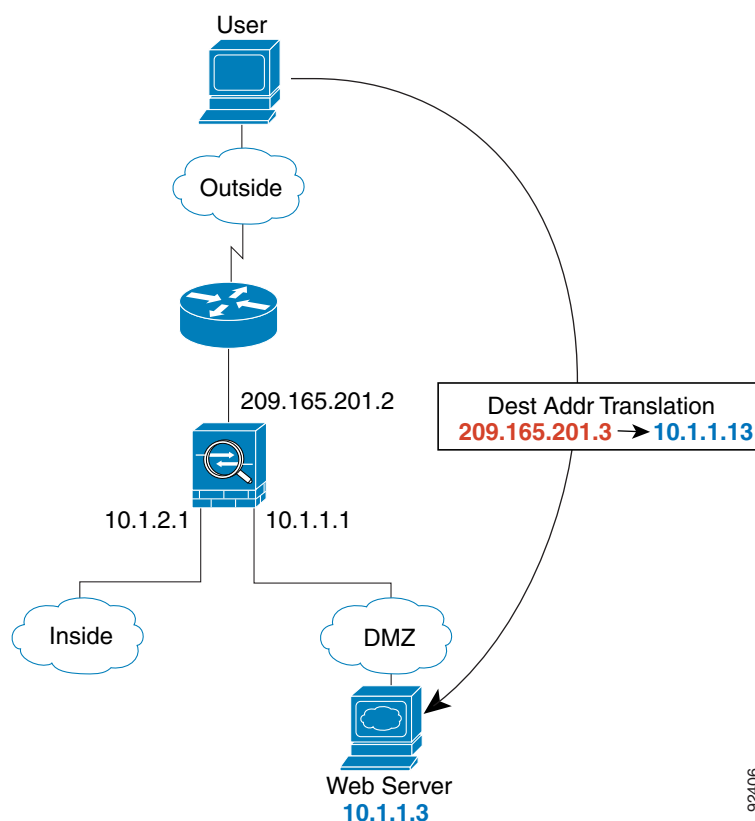 User
Outside
209.165.201.2
Dest Addr Translation
209.165.201.3 10.1.1.13
10.1.2.1
10.1.1.1
Inside
DMZ
Web Server
10.1.1.3
92406